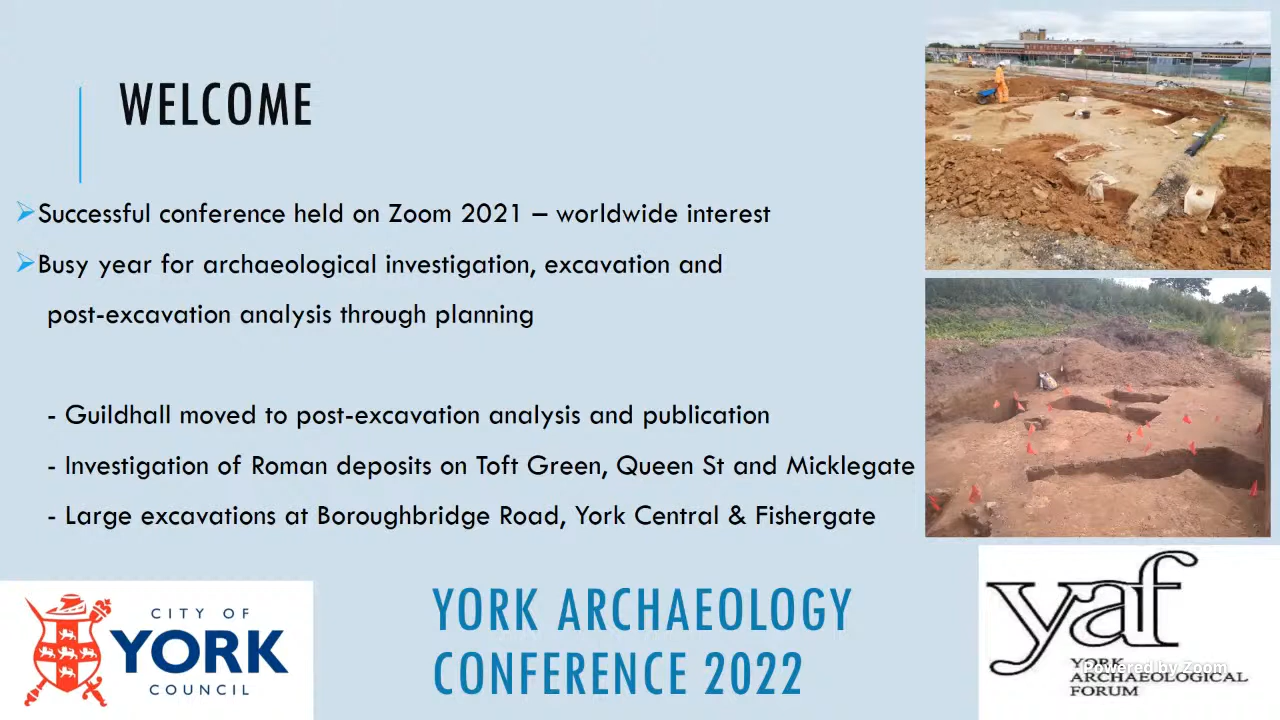 WELCOME
➢Successful conference held on Zoom 2021 – worldwide interest
➢Busy year for archaeological investigation, excavation and
post-excavation analysis through planning
- Guildhall moved to post-excavation analysis and publication
- Investigation of Roman deposits on Toft Green, Queen St and Micklegate
- Large excavations at Boroughbridge Road, York Central & Fishergate
CITY OF
YORK
COUNCIL
YORK ARCHAEOLOGY
CONFERENCE 2022
yaf
YORK
ARCHAEOLOGICAL
FORUM
Powered by Zoom